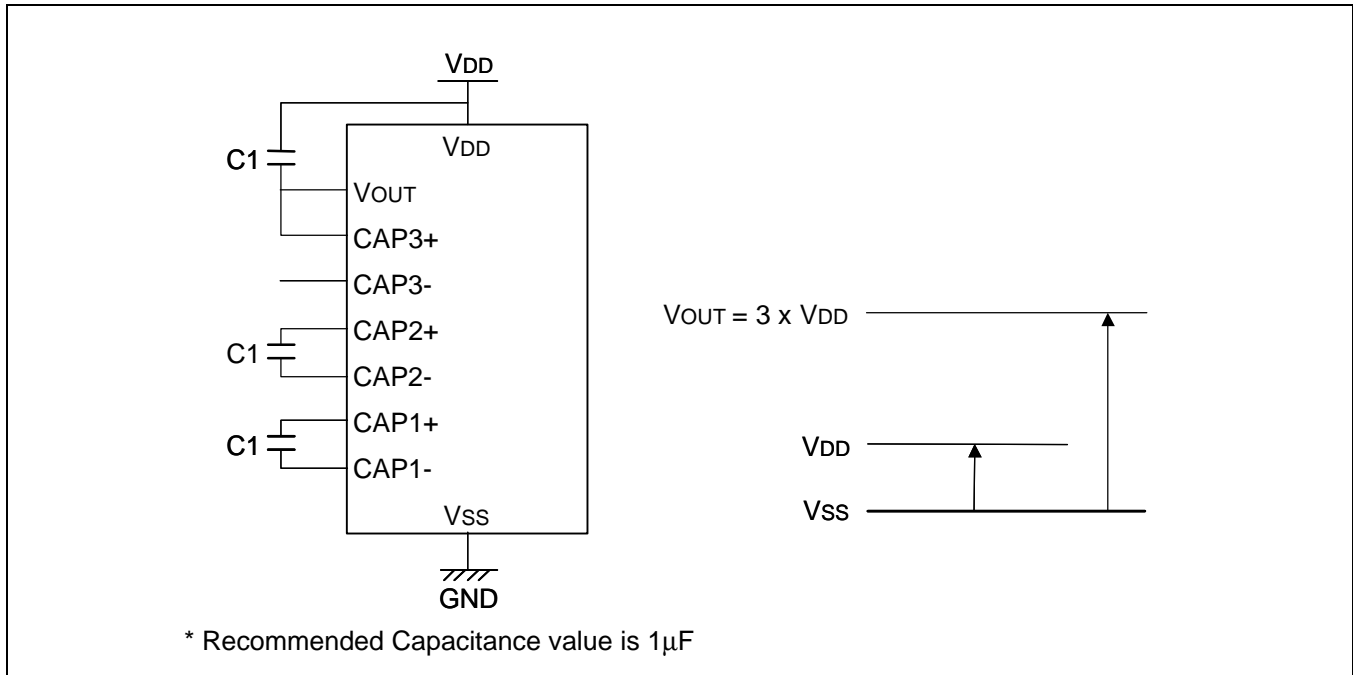 VDD
VDD
C1
VOUT
CAP3+
CAP3-
CAP2+
C1
CAP2-
CAP1+
C1
CAP1-
VSS
GND
* Recommended Capacitance value is 1μF
VOUT = 3 x VDD
VDD
VSS